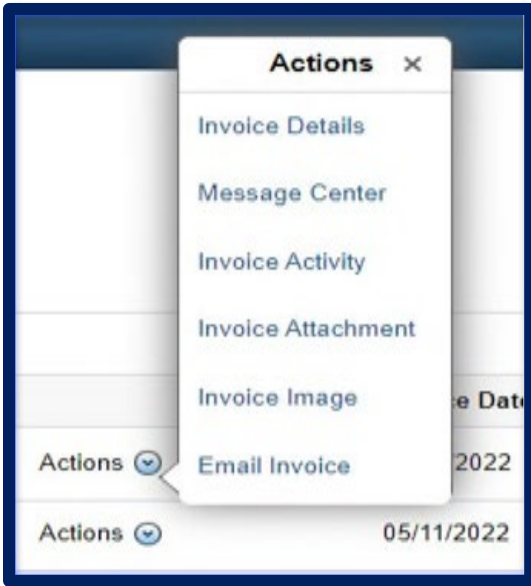 Actions ×
Invoice Details
Message Center
Invoice Activity
Invoice Attachment
Invoice Image
e Date
Email Invoice
Actions
2022
Actions
05/11/2022